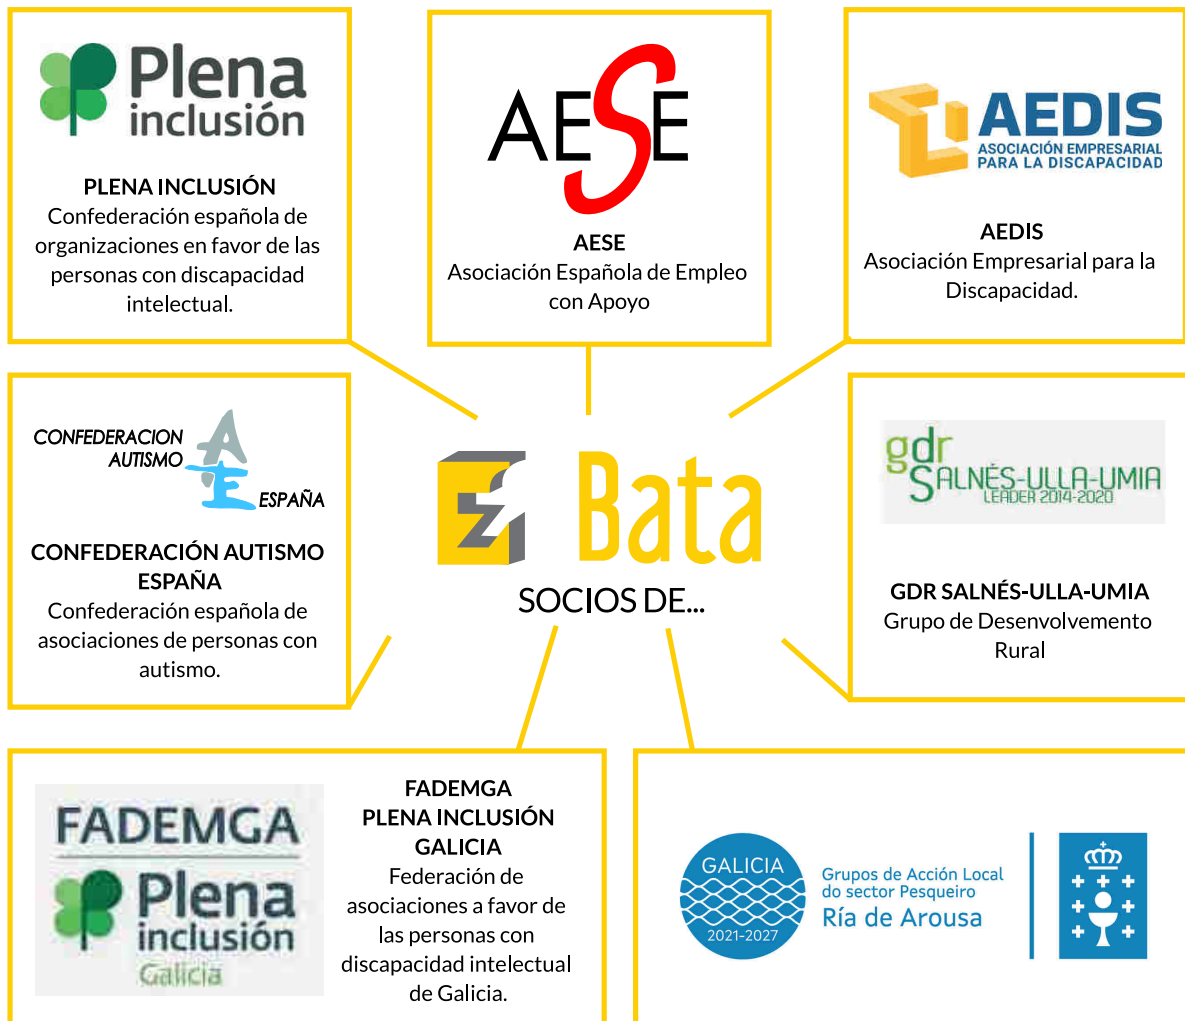 Plena
inclusión
PLENA INCLUSIÓN
Confederación española de
organizaciones en favor de las
personas con discapacidad
intelectual.
AESE
AESE
Asociación Española de Empleo
con Apoyo
AEDIS
ASOCIACIÓN EMPRESARIAL
PARA LA DISCAPACIDAD
AEDIS
Asociación Empresarial para la
Discapacidad.
CONFEDERACION
AUTISMO
AE
ESPAÑA
CONFEDERACIÓN AUTISMO
ESPAÑA
Confederación española de
asociaciones de personas con
autismo.
Bata
SOCIOS DE...
gdr
SALNÉS-ULLA-UMIA
LEADER 2014-2020
GDR SALNÉS-ULLA-UMIA
Grupo de Desenvolvemento
Rural
FADEMGA
Plena
inclusión
Galicia
FADEMGA
PLENA INCLUSIÓN
GALICIA
Federación de
asociaciones a favor de
las personas con
discapacidad intelectual
de Galicia.
GALICIA
2021-2027
Grupos de Acción Local
do sector Pesqueiro
Ría de Arousa